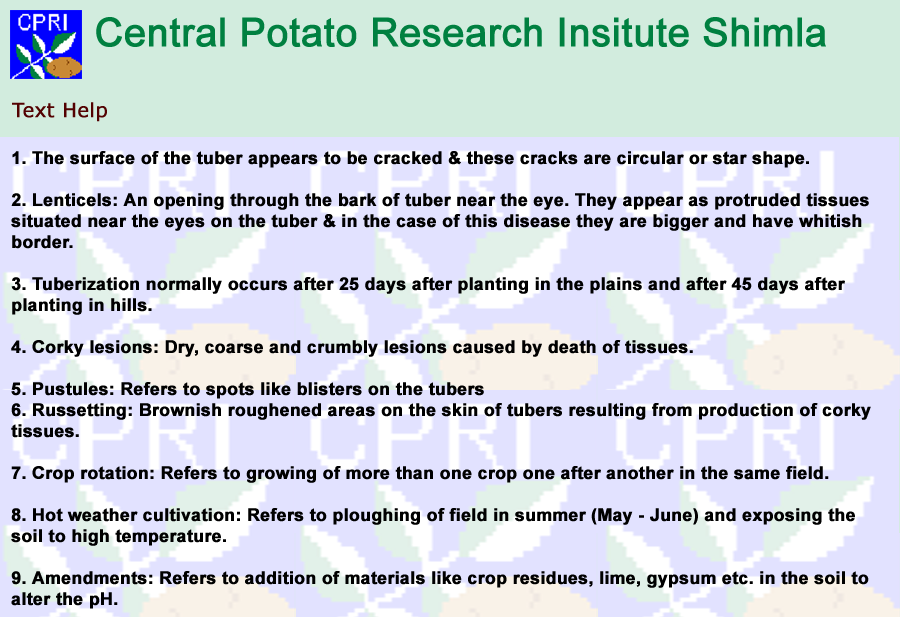 CPRI
Central Potato Research Insitute Shimla
Text Help
1. The surface of the tuber appears to be cracked & these cracks are circular or star shape.
2. Lenticels: An opening through the bark of tuber near the eye. They appear as protruded tissues
situated near the eyes on the tuber & in the case of this disease they are bigger and have whitish
border.
3. Tuberization normally occurs after 25 days after planting in the plains and after 45 days after
planting in hills.
4. Corky lesions: Dry, coarse and crumbly lesions caused by death of tissues.
5. Pustules: Refers to spots like blisters on the tubers
6. Russetting: Brownish roughened areas on the skin of tubers resulting from production of corky
tissues.
7. Crop rotation: Refers to growing of more than one crop one after another in the same field.
8. Hot weather cultivation: Refers to ploughing of field in summer (May - June) and exposing the
soil to high temperature.
9. Amendments: Refers to addition of materials like crop residues, lime, gypsum etc. in the soil to
alter the pH.